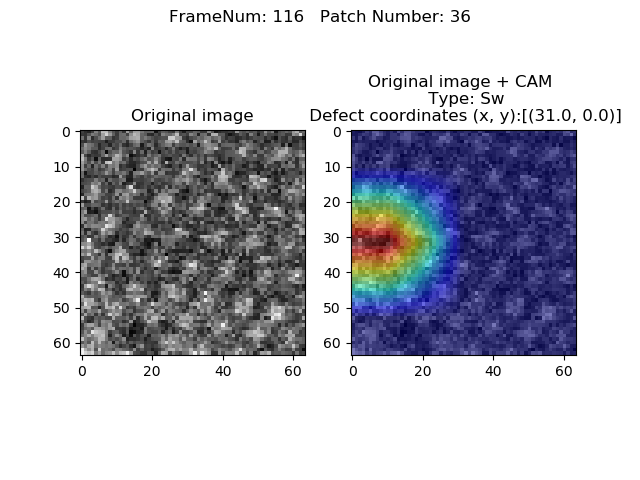 FrameNum: 116   Patch Number: 36
Original image
0
10
20
30
40
50
60
0 20 40 60
Original image + CAM
Type: Sw
Defect coordinates (x, y):[(31.0, 0.0)]
0
10
20
30
40
50
60
0 20 40 60